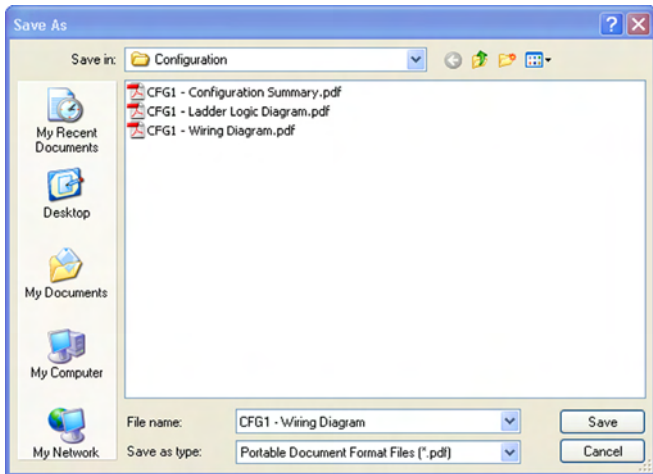 Save As
Save in: Configuration
CFG1 - Configuration Summary.pdf
CFG1 - Ladder Logic Diagram.pdf
CFG1 - Wiring Diagram.pdf
My Recent
Documents
Desktop
My Documents
My Computer
My Network
File name: CFG1 - Wiring Diagram Save
Save as type: Portable Document Format Files (*.pdf) Cancel